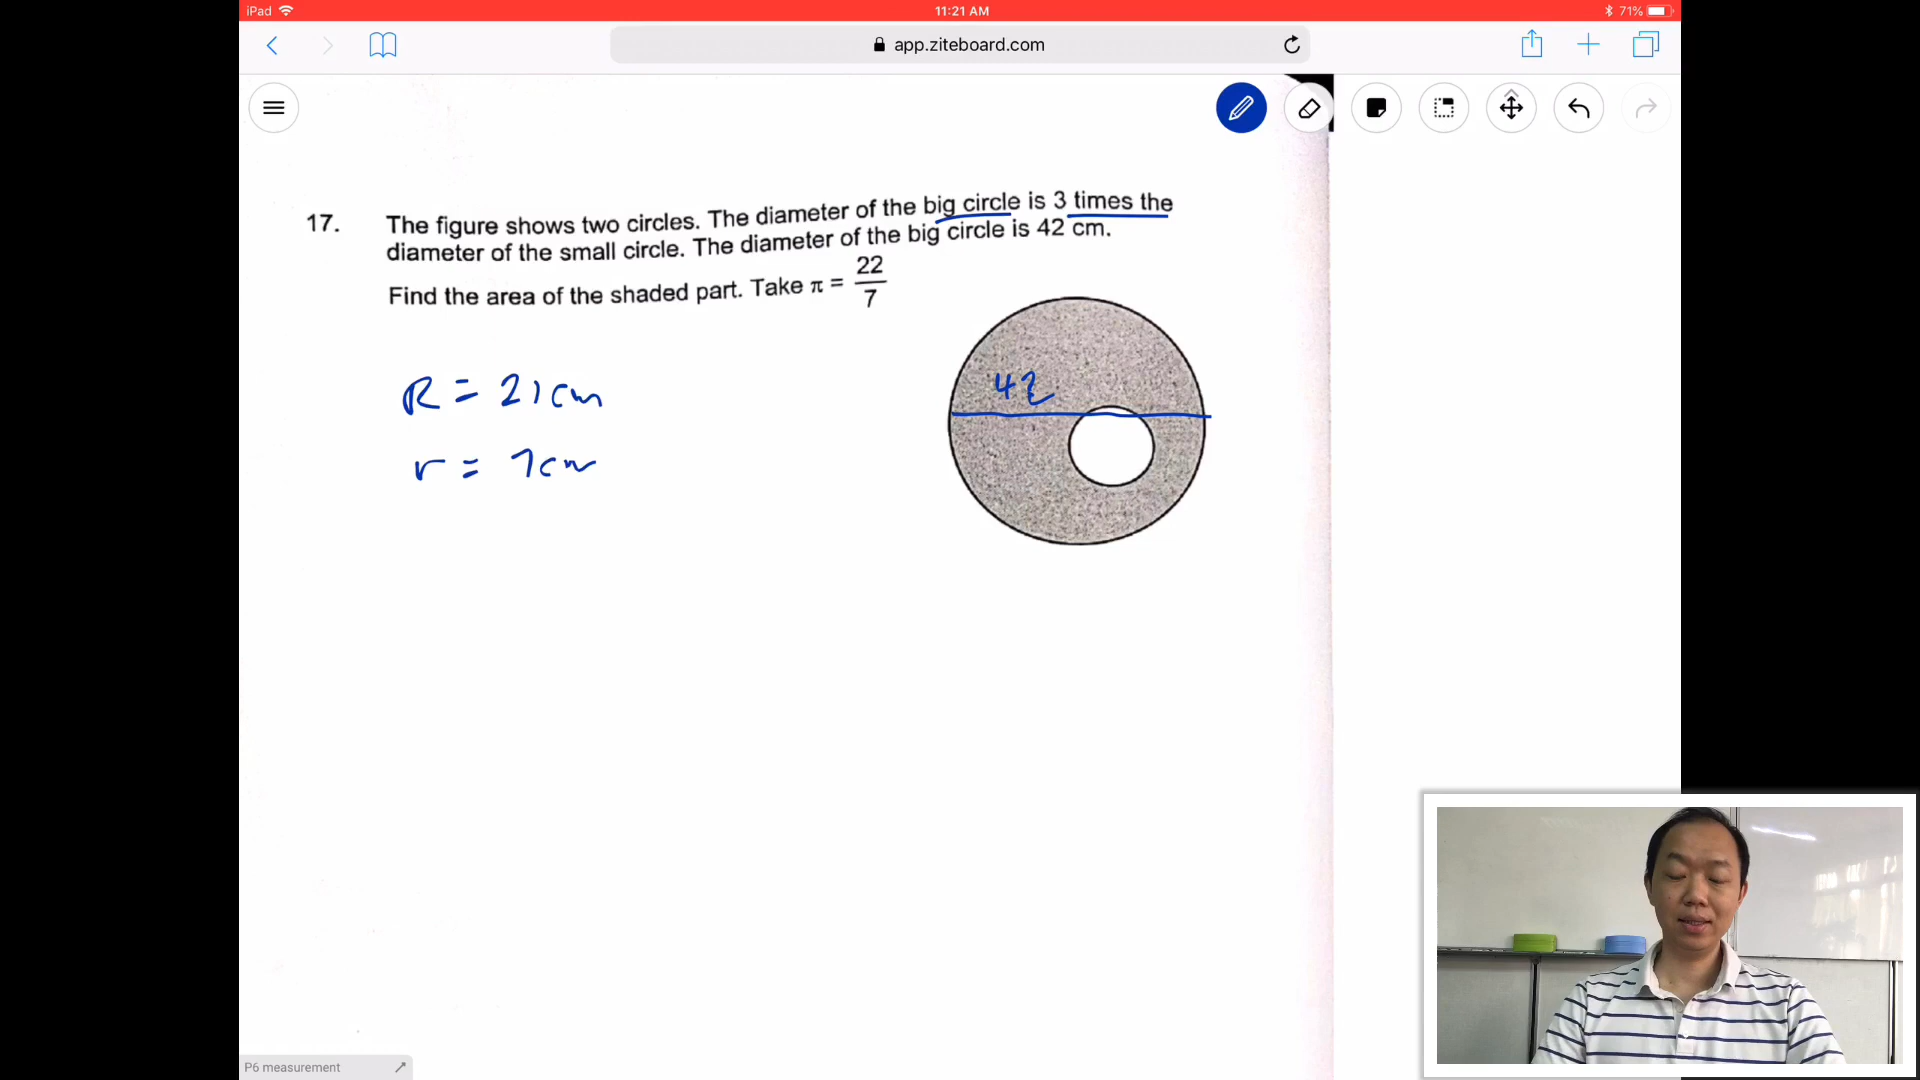 iPad 11:21 AM 71%
app.ziteboard.com
17. The figure shows two circles. The diameter of the big circle is 3 times the
diameter of the small circle. The diameter of the big circle is 42 cm.
Find the area of the shaded part. Take π = 22/7
42
R = 21cm
r = 7cm
P6 measurement